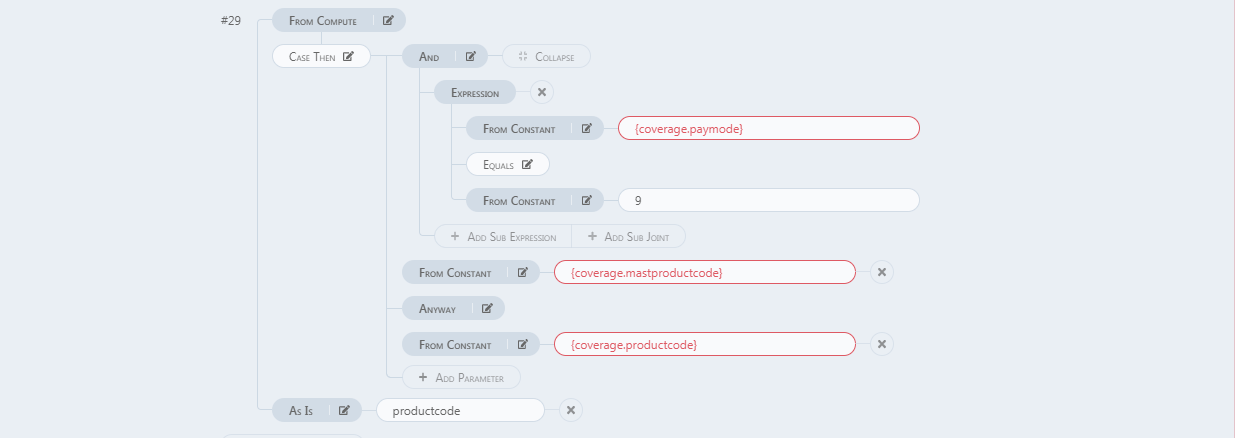 #29 From Compute
Case Then And Collapse
Expression
From Constant {coverage.paymode}
Equals
From Constant 9
+ Add Sub Expression + Add Sub Joint
From Constant {coverage.mastproductcode}
Anyway
From Constant {coverage.productcode}
+ Add Parameter
As Is productcode